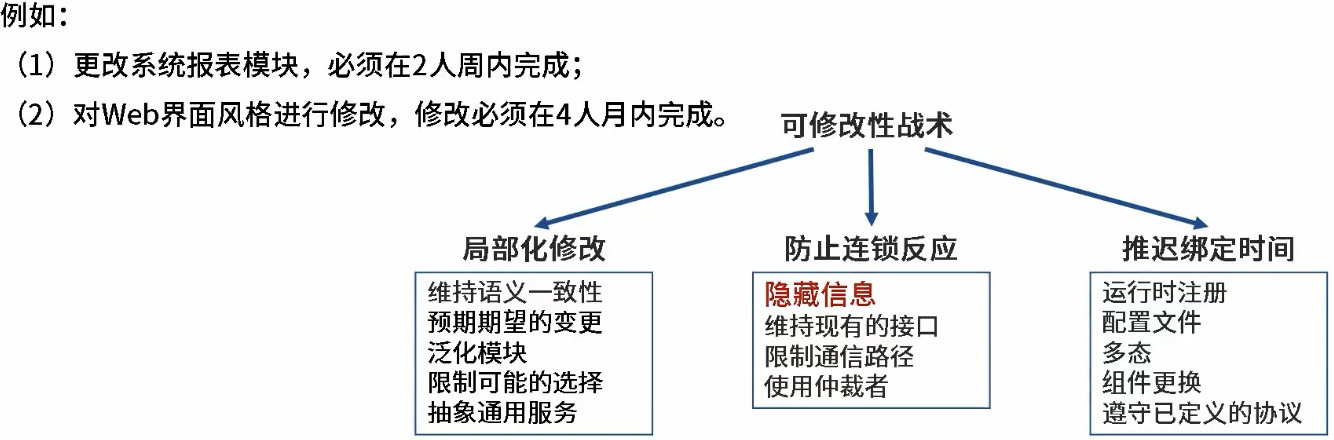 例如：
（1）更改系统报表模块，必须在2人周内完成；
（2）对Web界面风格进行修改，修改必须在4人月内完成。
可修改性战术
局部化修改
维持语义一致性
预期期望的变更
泛化模块
限制可能的选择
抽象通用服务
防止连锁反应
隐藏信息
维持现有的接口
限制通信路径
使用仲裁者
推迟绑定时间
运行时注册
配置文件
多态
组件更换
遵守已定义的协议